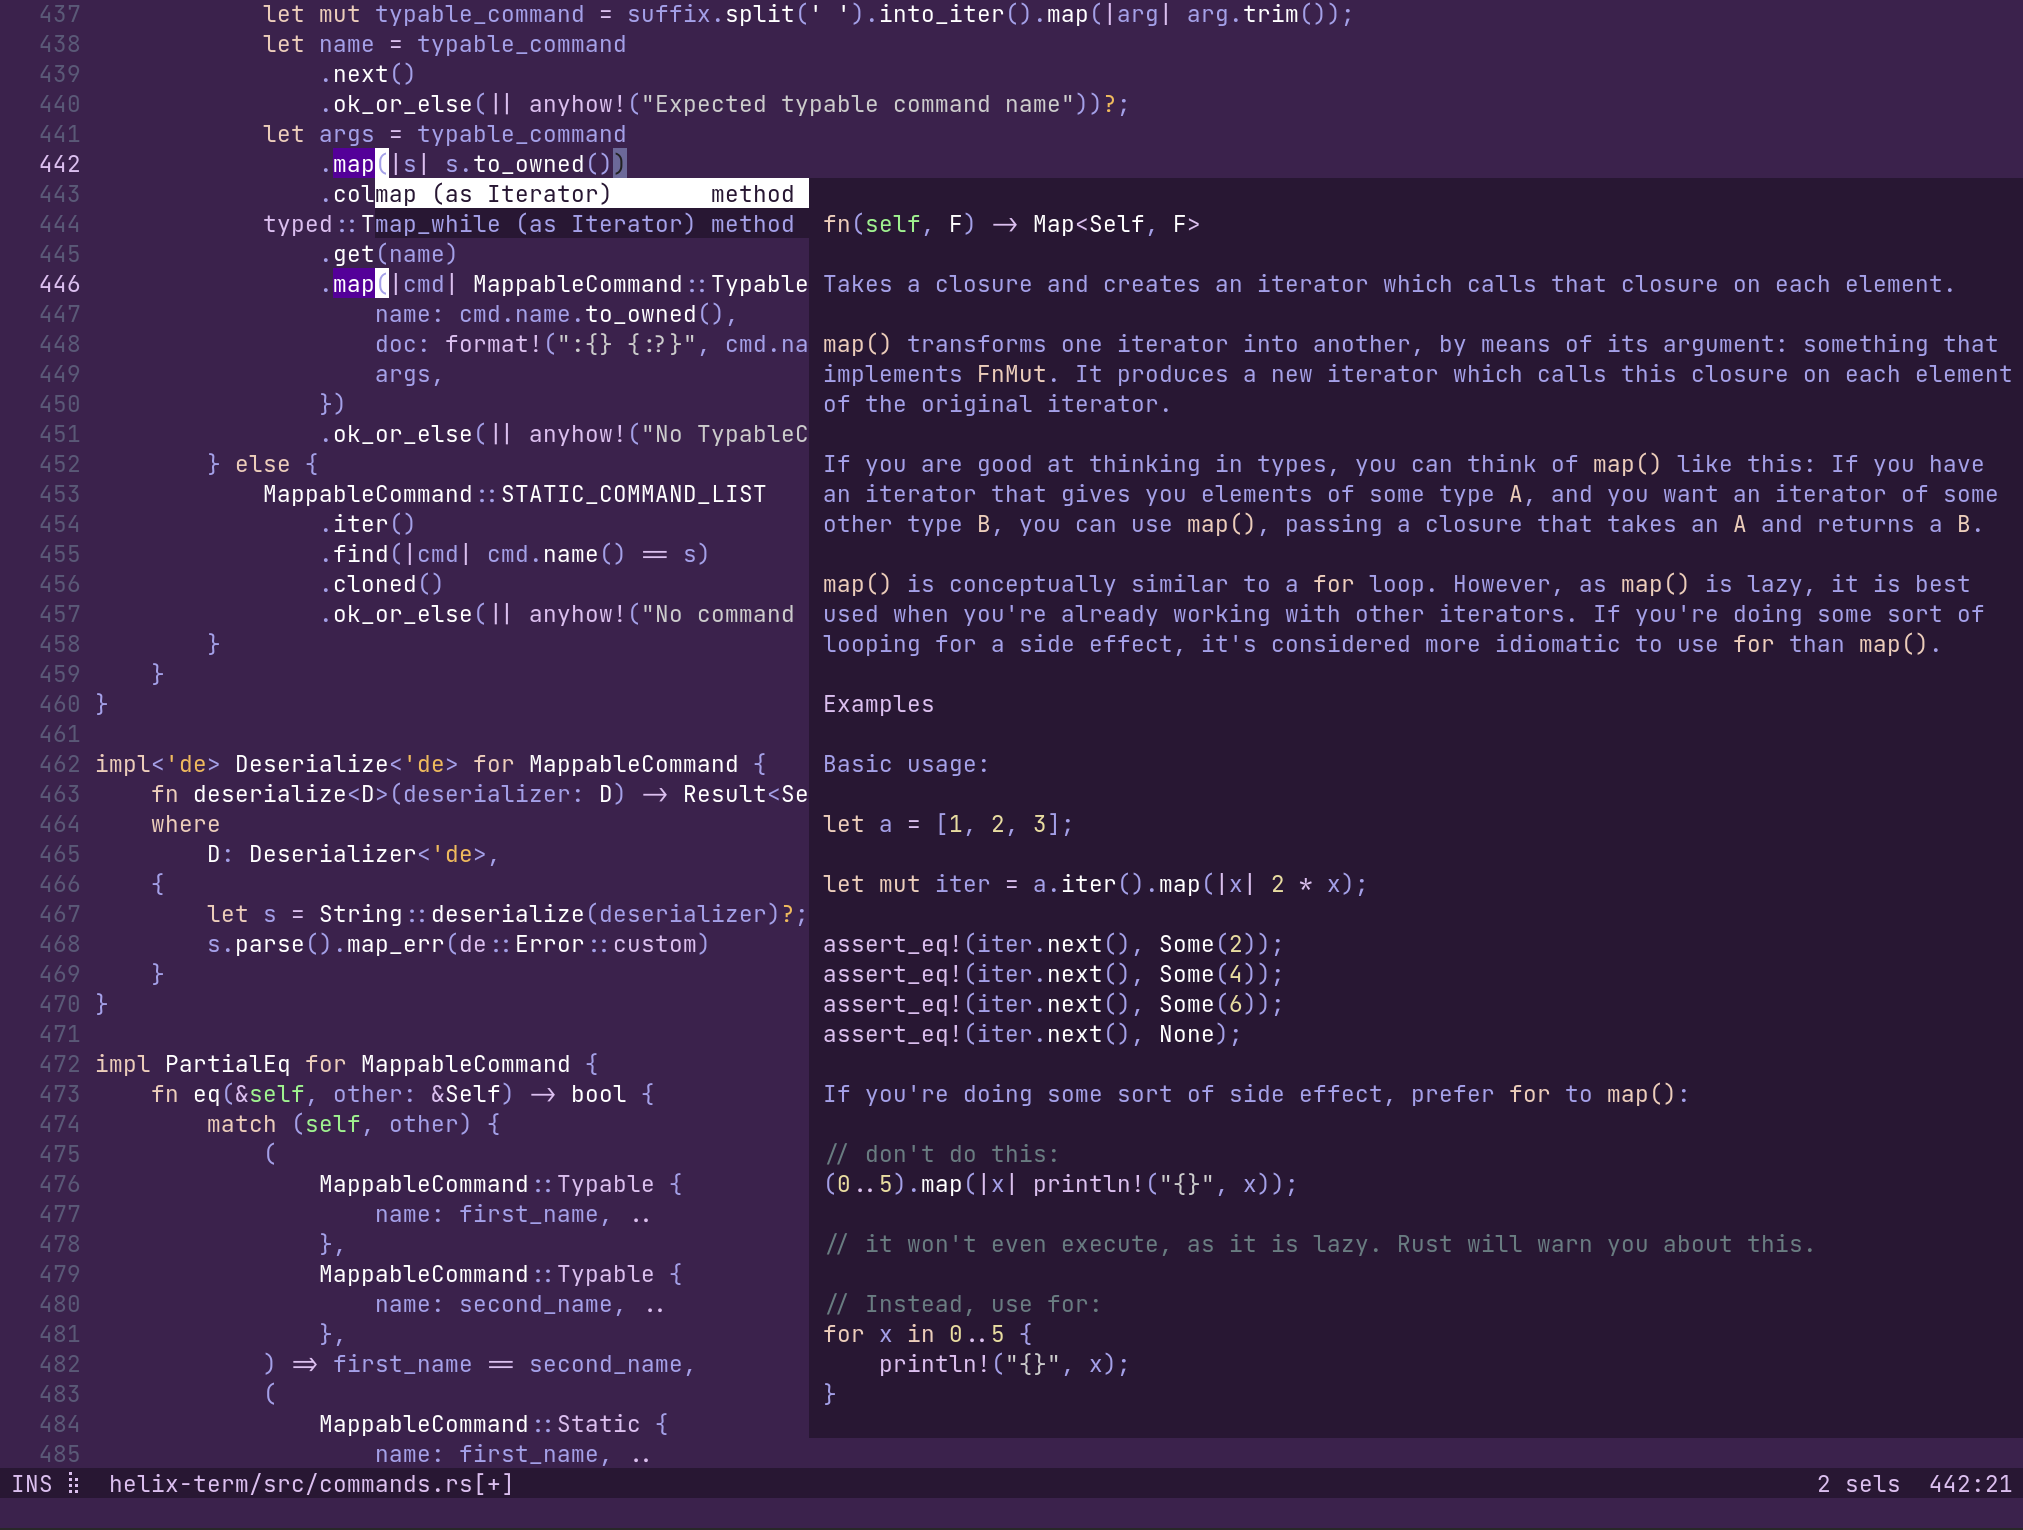 437             let mut typable_command = suffix.split(' ').into_iter().map(|arg| arg.trim());
438             let name = typable_command
439                 .next()
440                 .ok_or_else(|| anyhow!("Expected typable command name"))?;
441             let args = typable_command
442                 .map(|s| s.to_owned())
443                 .colmap (as Iterator)       method
444             typed::Tmap_while (as Iterator) method  fn(self, F) -> Map<Self, F>
445                 .get(name)
446                 .map(|cmd| MappableCommand::Typable Takes a closure and creates an iterator which calls that closure on each element.
447                     name: cmd.name.to_owned(),
448                     doc: format!(":{} {:?}", cmd.na map() transforms one iterator into another, by means of its argument: something that
449                     args,                           implements FnMut. It produces a new iterator which calls this closure on each element
450                 })                                  of the original iterator.
451                 .ok_or_else(|| anyhow!("No TypableC
452         } else {                                    If you are good at thinking in types, you can think of map() like this: If you have
453             MappableCommand::STATIC_COMMAND_LIST    an iterator that gives you elements of some type A, and you want an iterator of some
454                 .iter()                             other type B, you can use map(), passing a closure that takes an A and returns a B.
455                 .find(|cmd| cmd.name() == s)
456                 .cloned()                           map() is conceptually similar to a for loop. However, as map() is lazy, it is best
457                 .ok_or_else(|| anyhow!("No command  used when you're already working with other iterators. If you're doing some sort of
458         }                                           looping for a side effect, it's considered more idiomatic to use for than map().
459     }
460 }                                                   Examples
461
462 impl<'de> Deserialize<'de> for MappableCommand {    Basic usage:
463     fn deserialize<D>(deserializer: D) -> Result<Se
464     where                                           let a = [1, 2, 3];
465         D: Deserializer<'de>,
466     {                                               let mut iter = a.iter().map(|x| 2 * x);
467         let s = String::deserialize(deserializer)?;
468         s.parse().map_err(de::Error::custom)        assert_eq!(iter.next(), Some(2));
469     }                                               assert_eq!(iter.next(), Some(4));
470 }                                                   assert_eq!(iter.next(), Some(6));
471                                                     assert_eq!(iter.next(), None);
472 impl PartialEq for MappableCommand {
473     fn eq(&self, other: &Self) -> bool {            If you're doing some sort of side effect, prefer for to map():
474         match (self, other) {
475             (                                       // don't do this:
476                 MappableCommand::Typable {          (0..5).map(|x| println!("{}", x));
477                     name: first_name, ..
478                 },                                  // it won't even execute, as it is lazy. Rust will warn you about this.
479                 MappableCommand::Typable {
480                     name: second_name, ..           // Instead, use for:
481                 },                                  for x in 0..5 {
482             ) => first_name == second_name,             println!("{}", x);
483             (                                       }
484                 MappableCommand::Static {
485                     name: first_name, ..
INS ⣾  helix-term/src/commands.rs[+]    2 sels  442:21